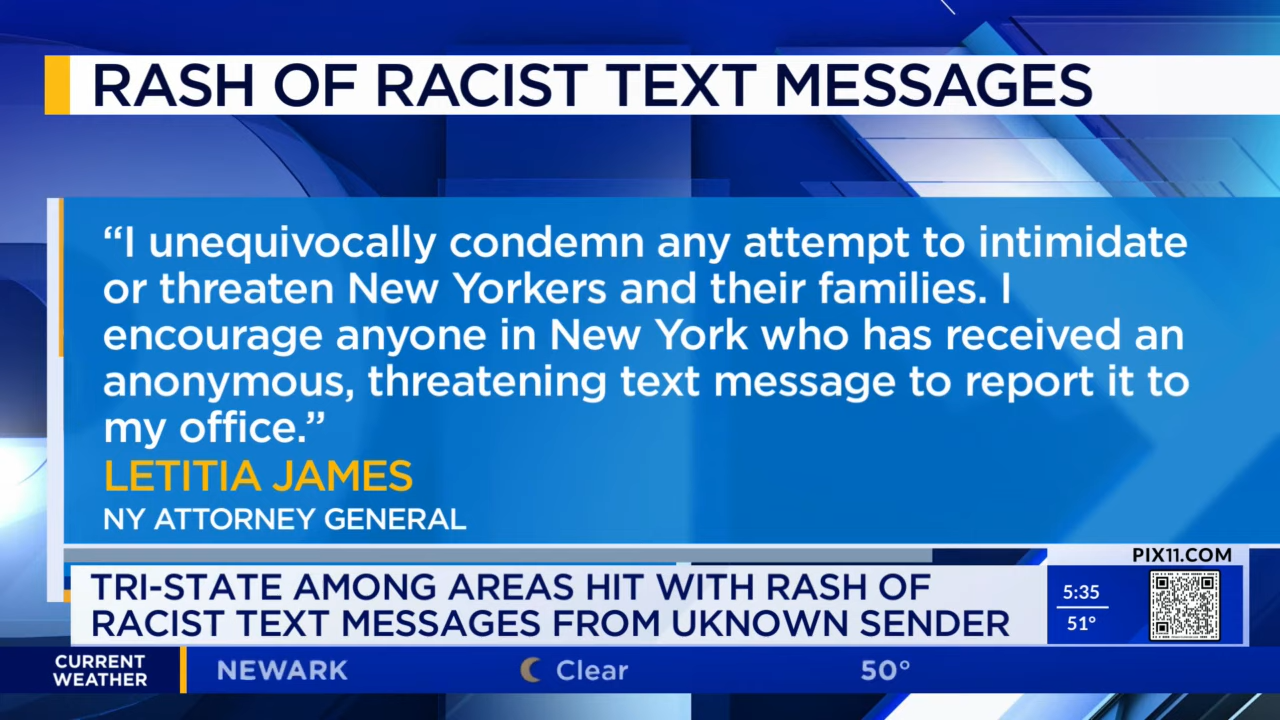 RASH OF RACIST TEXT MESSAGES
“I unequivocally condemn any attempt to intimidate
or threaten New Yorkers and their families. I
encourage anyone in New York who has received an
anonymous, threatening text message to report it to
my office.”
LETITIA JAMES
NY ATTORNEY GENERAL
TRI-STATE AMONG AREAS HIT WITH RASH OF
RACIST TEXT MESSAGES FROM UKNOWN SENDER
PIX11.COM
5:35
51°
CURRENT
WEATHER
NEWARK Clear 50°